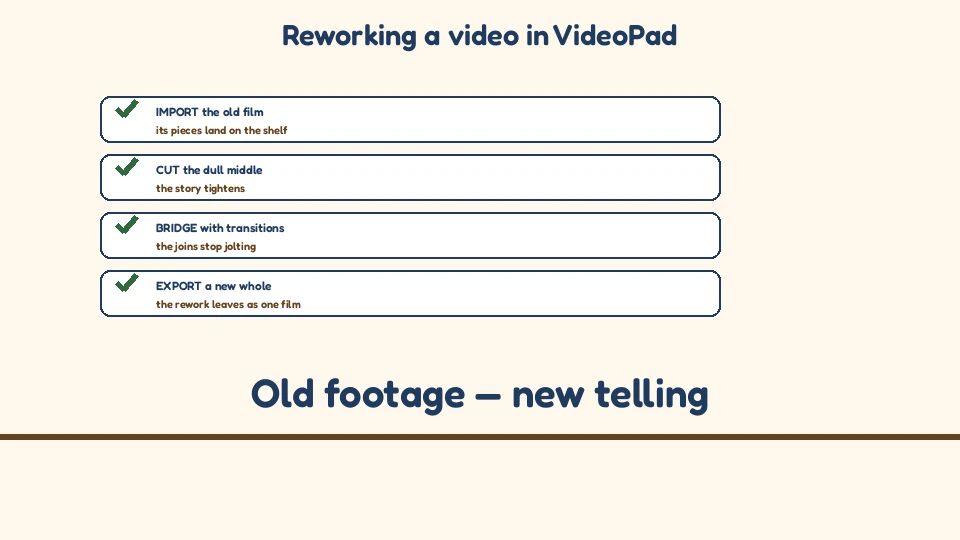 Reworking a video in VideoPad
IMPORT the old film
its pieces land on the shelf
CUT the dull middle
the story tightens
BRIDGE with transitions
the joins stop jolting
EXPORT a new whole
the rework leaves as one film
Old footage — new telling